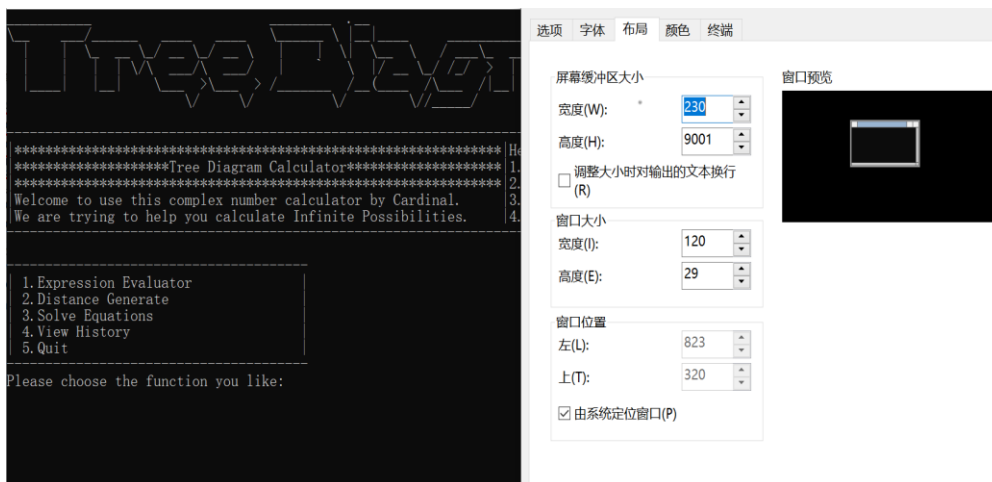 ******************************************************************|He
*********************Tree Diagram Calculator*********************| 1.
******************************************************************| 2.
Welcome to use this complex number calculator by Cardinal. |3.
We are trying to help you calculate Infinite Possibilities. |4.
1.Expression Evaluator
2.Distance Generate
3.Solve Equations
4.View History
5.Quit
Please choose the function you like:
选项 字体 布局 颜色 终端
屏幕缓冲区大小
宽度(W): 230
高度(H): 9001
调整大小时对输出的文本换行
(R)
窗口大小
宽度(I): 120
高度(E): 29
窗口位置
左(L): 823
上(T): 320
由系统定位窗口(P)
窗口预览